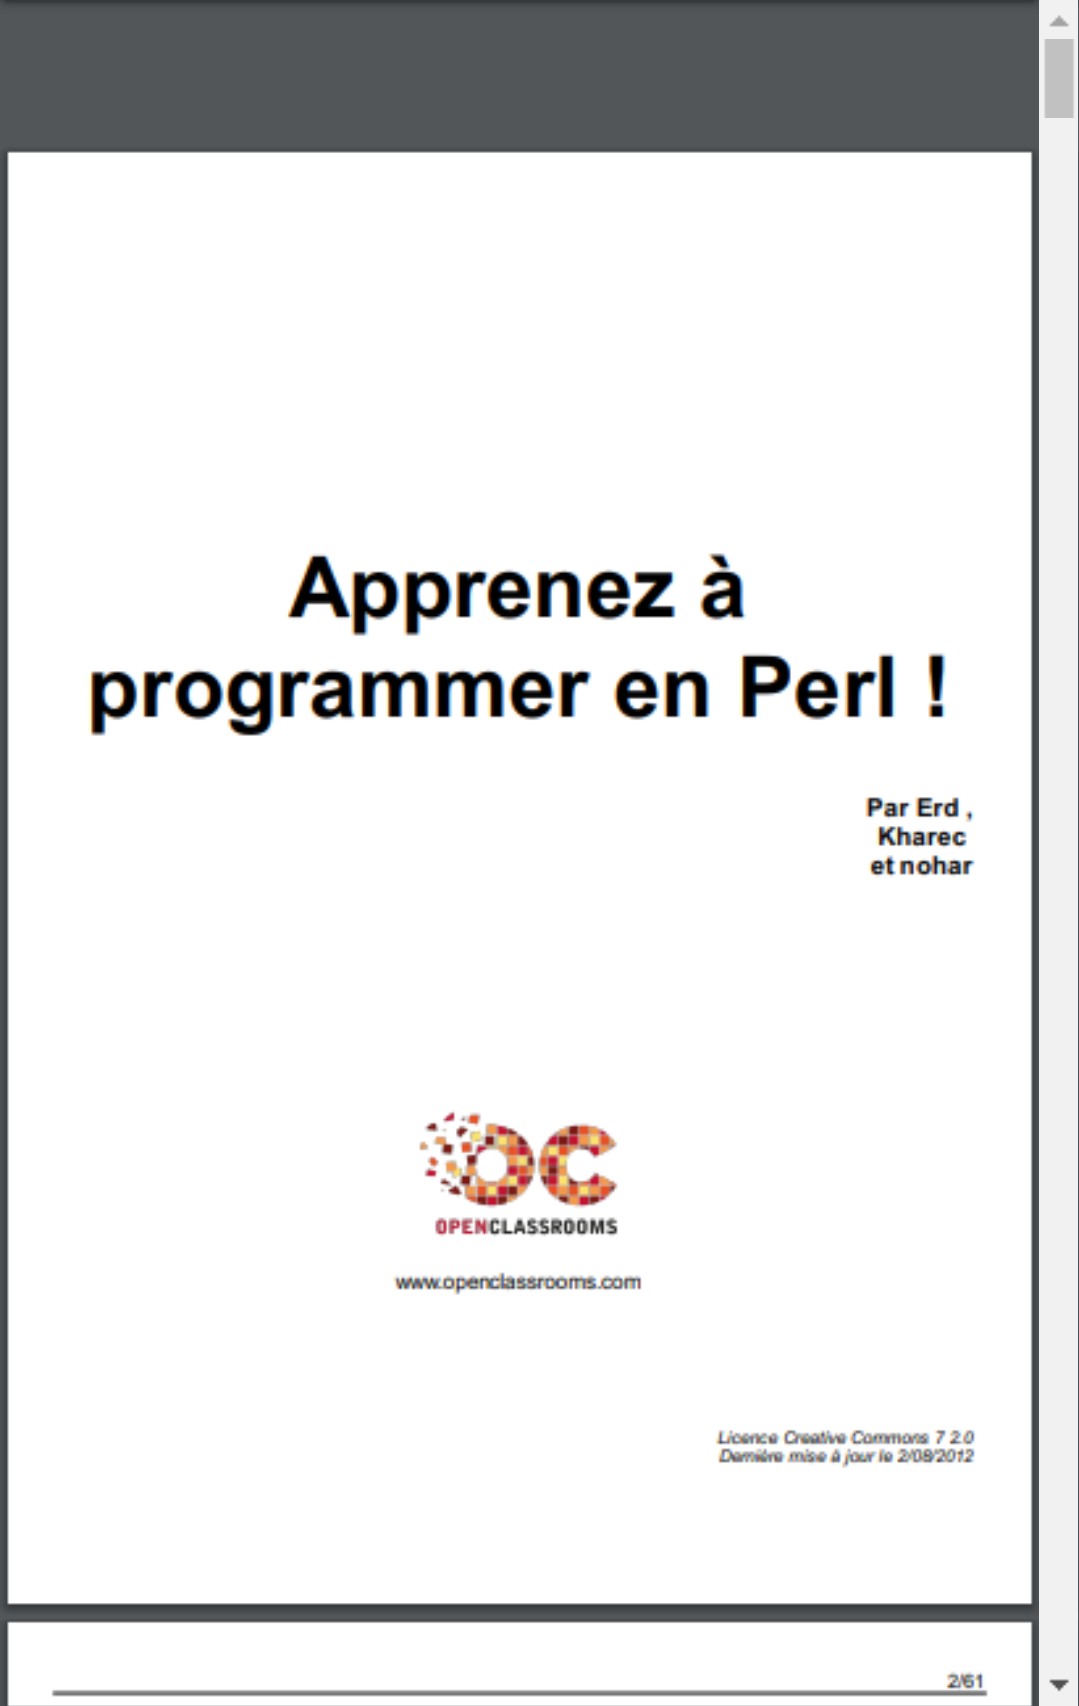 Apprenez à
programmer en Perl !
Par Erd ,
Kharec
et nohar
OPENCLASSROOMS
www.openclassrooms.com
Licence Creative Commons 7 2.0
Dernière mise à jour le 2/08/2012
2/61